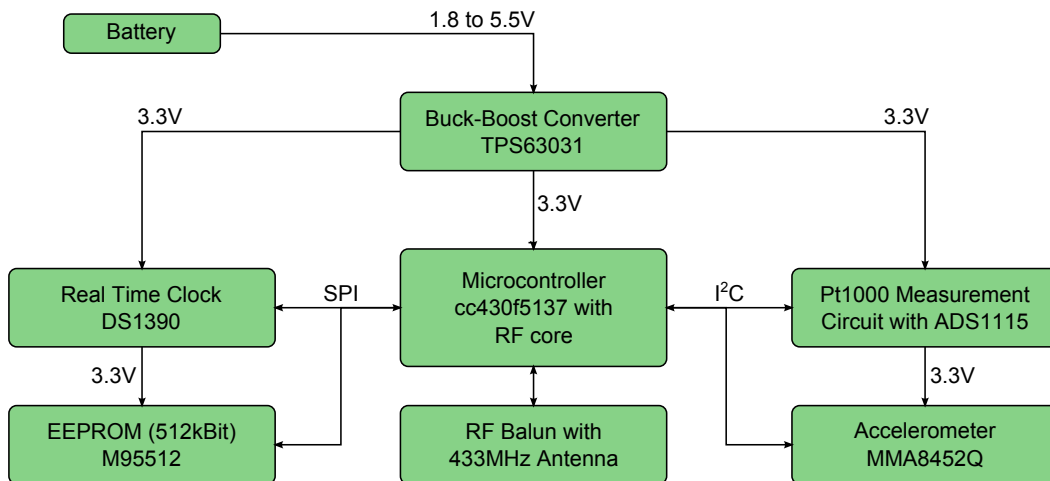 1.8 to 5.5V
Battery
Buck-Boost Converter
TPS63031
3.3V
3.3V
3.3V
Real Time Clock
DS1390
SPI
Microcontroller
cc430f5137 with
RF core
I²C
Pt1000 Measurement
Circuit with ADS1115
3.3V
3.3V
EEPROM (512kBit)
M95512
RF Balun with
433MHz Antenna
Accelerometer
MMA8452Q